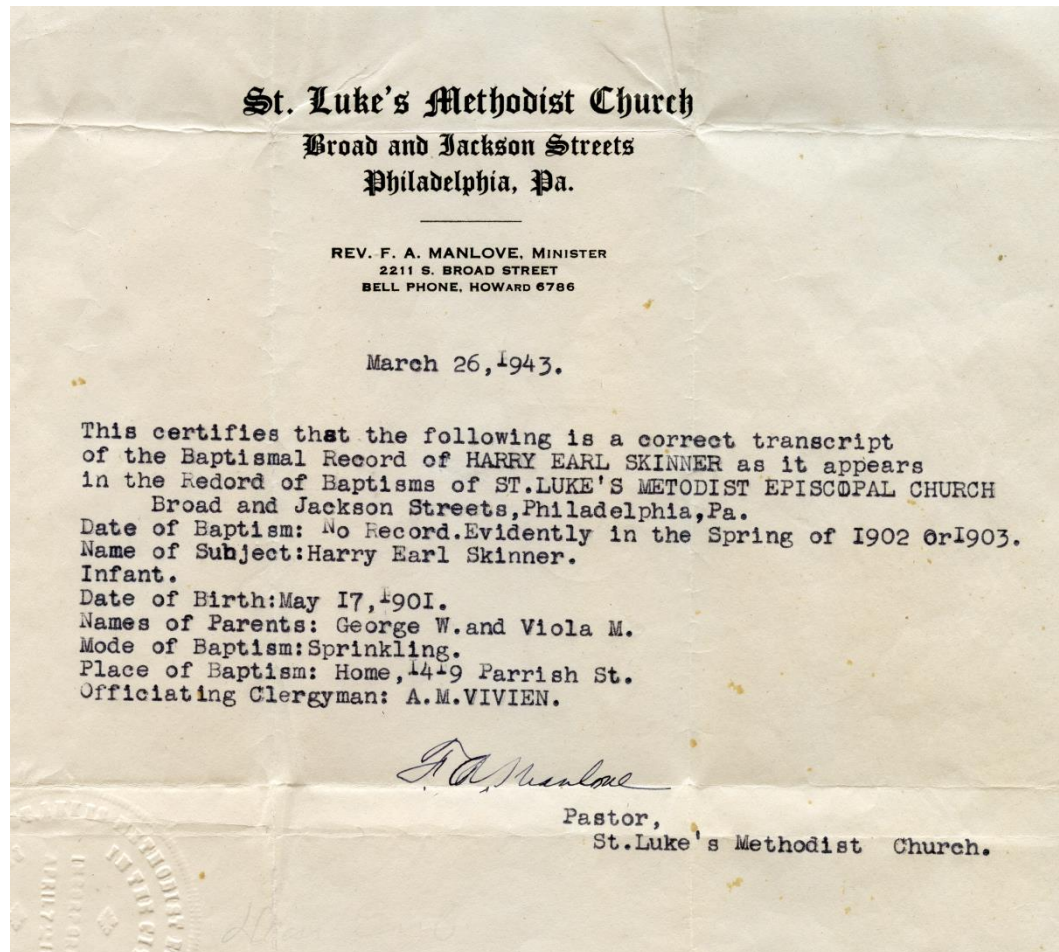 St. Luke's Methodist Church
Broad and Jackson Streets
Philadelphia, Pa.
REV. F. A. MANLOVE, MINISTER
2211 S. BROAD STREET
BELL PHONE, HOWARD 6786
March 26,I943.
This certifies that the following is a correct transcript
of the Baptismal Record of HARRY EARL SKINNER as it appears
in the Redord of Baptisms of ST.LUKE'S METODIST EPISCOPAL CHURCH
Broad and Jackson Streets,Philadelphia,Pa.
Date of Baptism: No Record.Evidently in the Spring of I902 OrI903.
Name of Subject:Harry Earl Skinner.
Infant.
Date of Birth:May I7,I90I.
Names of Parents: George W.and Viola M.
Mode of Baptism:Sprinkling.
Place of Baptism: Home,I4I9 Parrish St.
Officiating Clergyman: A.M.VIVIEN.
F. A. Manlove
Pastor,
St.Luke's Methodist Church.
METHODIST